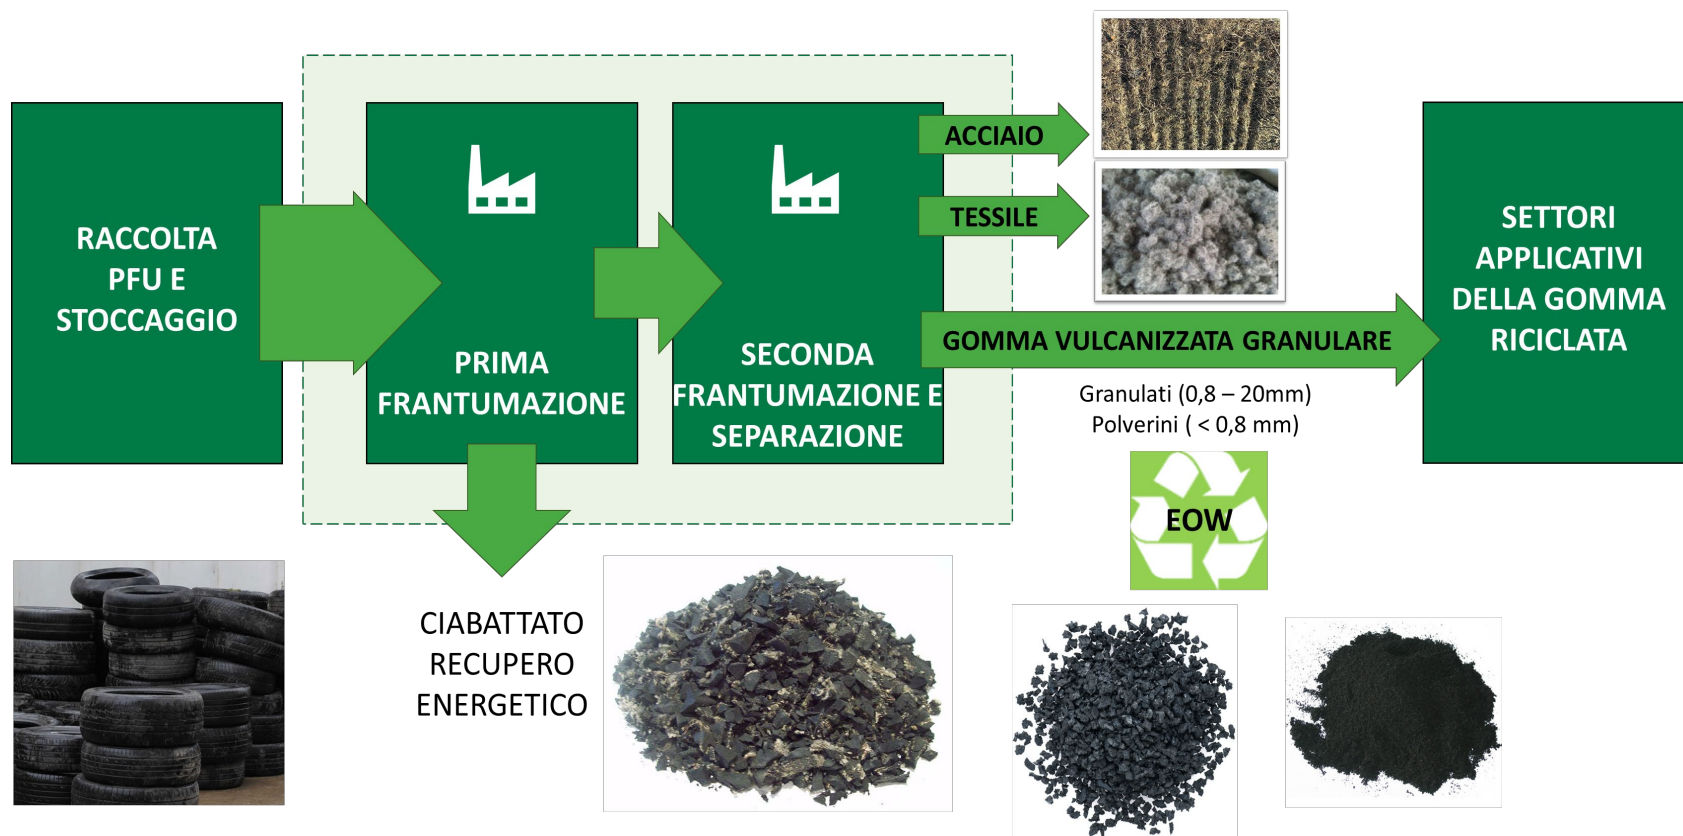 RACCOLTA
PFU E
STOCCAGGIO
PRIMA
FRANTUMAZIONE
SECONDA
FRANTUMAZIONE E
SEPARAZIONE
ACCIAIO
TESSILE
GOMMA VULCANIZZATA GRANULARE
Granulati (0,8 – 20mm)
Polverini ( < 0,8 mm)
EOW
SETTORI
APPLICATIVI
DELLA GOMMA
RICICLATA
CIABATTATO
RECUPERO
ENERGETICO